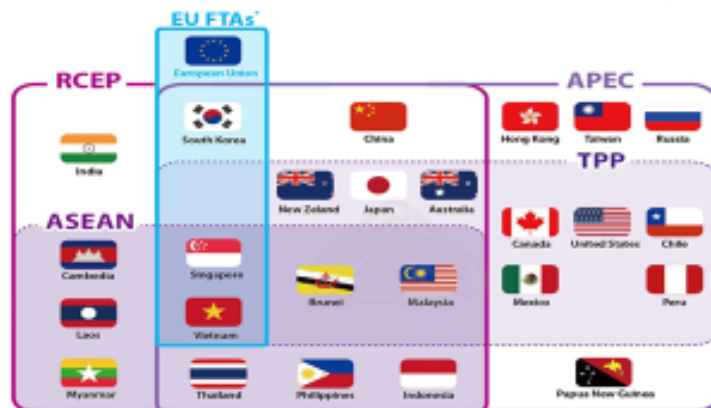 EU FTAs*
European Union
RCEP
APEC
South Korea
China
Hong Kong
Taiwan
Russia
India
TPP
New Zeland
Japan
Australia
ASEAN
Canada
United States
Chile
Cambodia
Singapore
Brunei
Malaysia
Mexico
Peru
Laos
Vietnam
Myanmar
Thailand
Philippines
Indonesia
Papua New Guinea